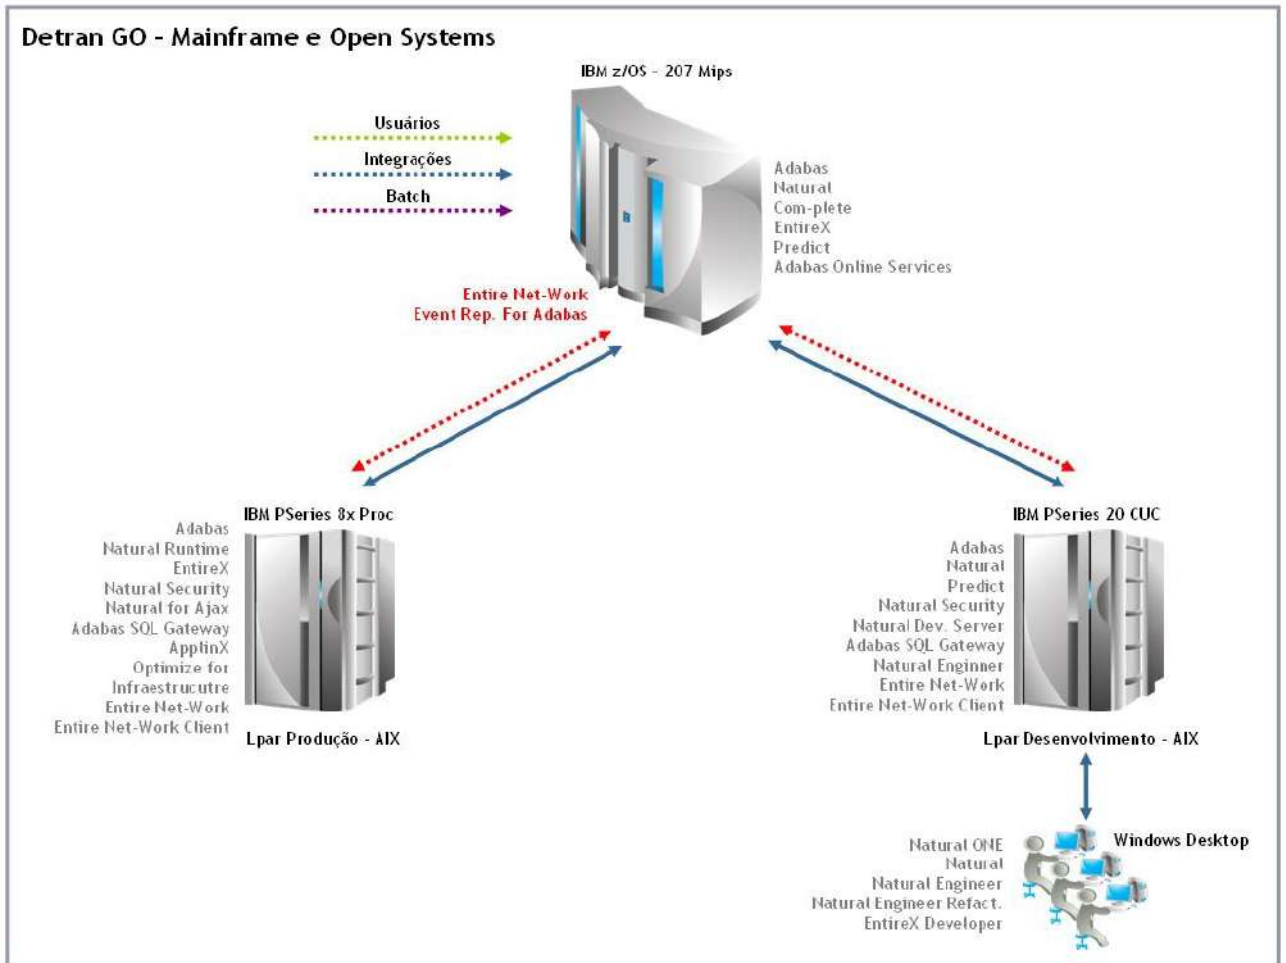 Detran GO - Mainframe e Open Systems
IBM z/OS - 207 Mips
Usuários
Integrações
Batch
Adabas
Natural
Com-plete
EntireX
Predict
Adabas Online Services
Entire Net-Work
Event Rep. For Adabas
IBM PSeries 8x Proc
Adabas
Natural Runtime
EntireX
Natural Security
Natural for Ajax
Adabas SQL Gateway
ApplinX
Optimize for
Infraestrucutre
Entire Net-Work
Entire Net-Work Client
Lpar Produção - AIX
IBM PSeries 20 CUC
Adabas
Natural
Predict
Natural Security
Natural Dev. Server
Adabas SQL Gateway
Natural Enginner
Entire Net-Work
Entire Net-Work Client
Lpar Desenvolvimento - AIX
Windows Desktop
Natural ONE
Natural
Natural Engineer
Natural Engineer Refact.
EntireX Developer